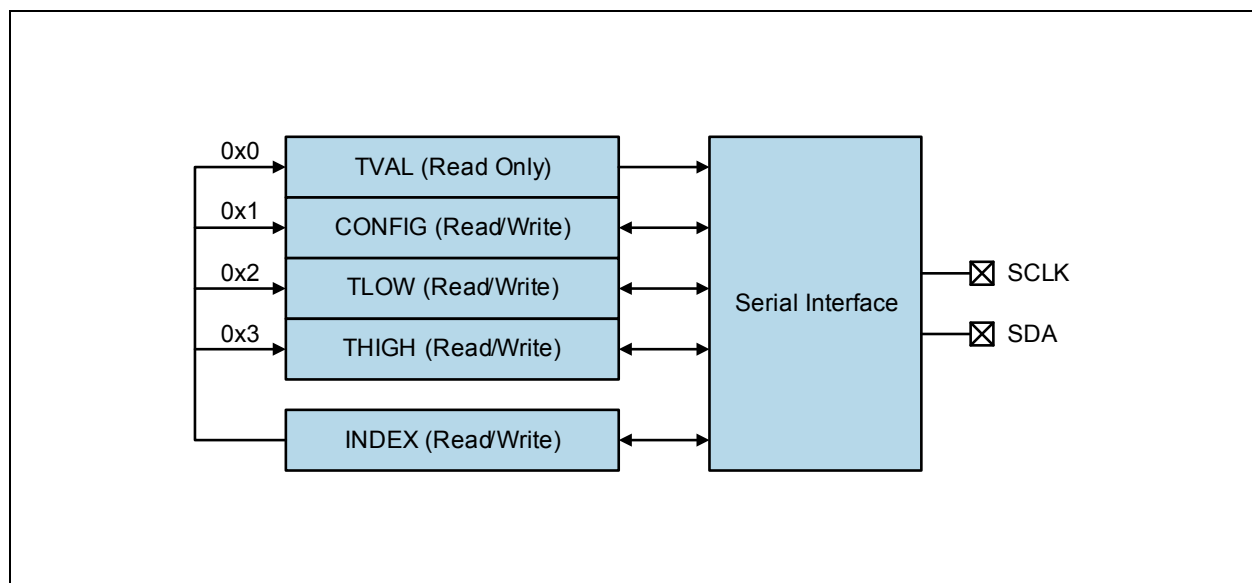 0x0
TVAL (Read Only)
0x1
CONFIG (Read/Write)
0x2
TLOW (Read/Write)
0x3
THIGH (Read/Write)
INDEX (Read/Write)
Serial Interface
SCLK
SDA